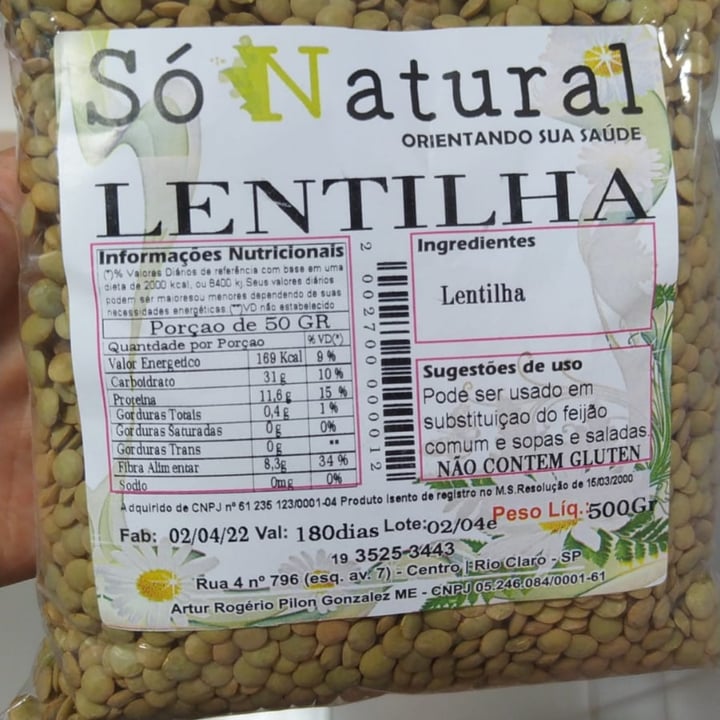 Só Natural
ORIENTANDO SUA SAÚDE
LENTILHA
Informações Nutricionais
(*)% Valores Diários de referência com base em uma
dieta de 2000 kcal, ou 8400 kj. Seus valores diários
podem ser maioresou menores dependendo de suas
necessidades energéticas.(**)VD não estabelecido
Porçao de 50 GR
Quantdade por Porçao % VD(*)
Valor Energetico 169 Kcal 9 %
Carboidrato 31 g 10 %
Proteina 11,6 g 15 %
Gorduras Totais 0,4 g 1 %
Gorduras Saturadas 0g 0%
Gorduras Trans 0g **
Fibra Alimentar 8,3g 34 %
Sodio 0mg 0%
2 002700 000012
Ingredientes
Lentilha
Sugestões de uso
Pode ser usado em
substituiçao do feijão
comum e sopas e saladas.
NÃO CONTEM GLUTEN
Adquirido de CNPJ nº 61 235 123/0001-04 Produto Isento de registro no M.S.Resolução de 15/03/2000
Fab: 02/04/22 Val: 180dias Lote:02/04e Peso Líq.:500Gr
19 3525-3443
Rua 4 nº 796 (esq. av. 7) - Centro - Rio Claro - SP
Artur Rogério Pilon Gonzalez ME - CNPJ 05.246.084/0001-61